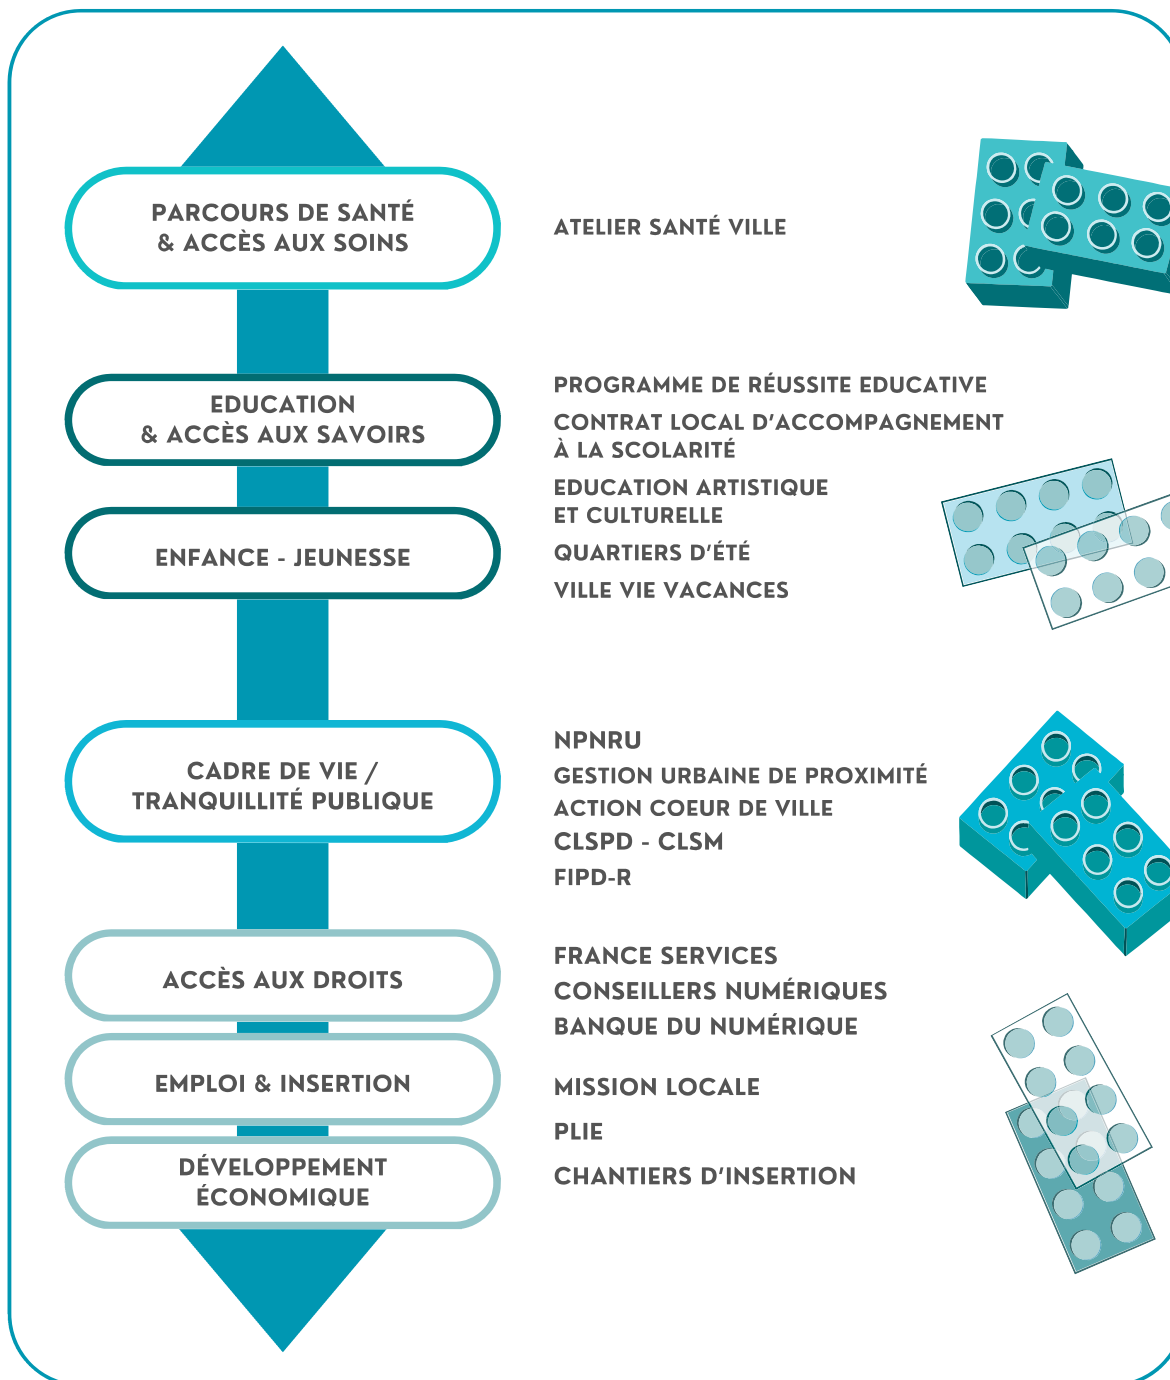 PARCOURS DE SANTÉ
& ACCÈS AUX SOINS
ATELIER SANTÉ VILLE
EDUCATION
& ACCÈS AUX SAVOIRS
ENFANCE - JEUNESSE
PROGRAMME DE RÉUSSITE EDUCATIVE
CONTRAT LOCAL D'ACCOMPAGNEMENT
À LA SCOLARITÉ
EDUCATION ARTISTIQUE
ET CULTURELLE
QUARTIERS D'ÉTÉ
VILLE VIE VACANCES
CADRE DE VIE /
TRANQUILLITÉ PUBLIQUE
NPNRU
GESTION URBAINE DE PROXIMITÉ
ACTION COEUR DE VILLE
CLSPD - CLSM
FIPD-R
ACCÈS AUX DROITS
FRANCE SERVICES
CONSEILLERS NUMÉRIQUES
BANQUE DU NUMÉRIQUE
EMPLOI & INSERTION
DÉVELOPPEMENT
ÉCONOMIQUE
MISSION LOCALE
PLIE
CHANTIERS D'INSERTION